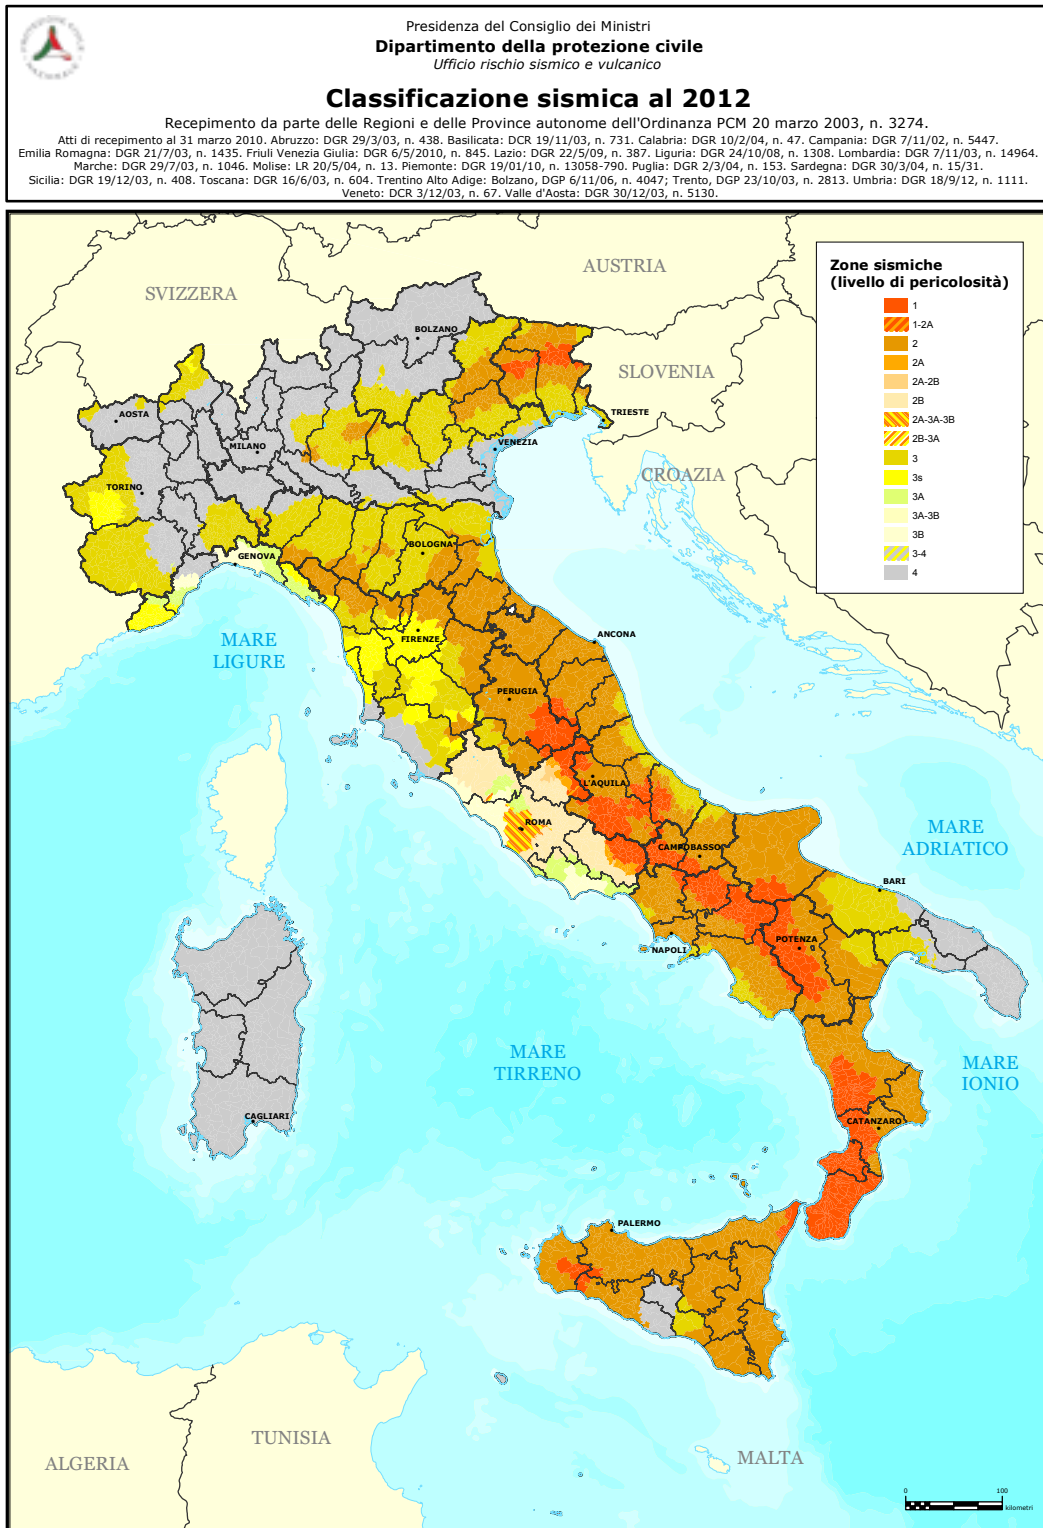 Presidenza del Consiglio dei Ministri
Dipartimento della protezione civile
Ufficio rischio sismico e vulcanico
Classificazione sismica al 2012
Recepimento da parte delle Regioni e delle Province autonome dell'Ordinanza PCM 20 marzo 2003, n. 3274.
Atti di recepimento al 31 marzo 2010. Abruzzo: DGR 29/3/03, n. 438. Basilicata: DCR 19/11/03, n. 731. Calabria: DGR 10/2/04, n. 47. Campania: DGR 7/11/02, n. 5447.
Emilia Romagna: DGR 21/7/03, n. 1435. Friuli Venezia Giulia: DGR 6/5/2010, n. 845. Lazio: DGR 22/5/09, n. 387. Liguria: DGR 24/10/08, n. 1308. Lombardia: DGR 7/11/03, n. 14964.
Marche: DGR 29/7/03, n. 1046. Molise: LR 20/5/04, n. 13. Piemonte: DGR 19/01/10, n. 13058-790. Puglia: DGR 2/3/04, n. 153. Sardegna: DGR 30/3/04, n. 15/31.
Sicilia: DGR 19/12/03, n. 408. Toscana: DGR 16/6/03, n. 604. Trentino Alto Adige: Bolzano, DGP 6/11/06, n. 4047; Trento, DGP 23/10/03, n. 2813. Umbria: DGR 18/9/12, n. 1111.
Veneto: DCR 3/12/03, n. 67. Valle d'Aosta: DGR 30/12/03, n. 5130.
Zone sismiche
(livello di pericolosità)
1
1-2A
2
2A
2A-2B
2B
2A-3A-3B
2B-3A
3
3s
3A
3A-3B
3B
3-4
4
AUSTRIA
SVIZZERA
BOLZANO
SLOVENIA
AOSTA
TRIESTE
MILANO
VENEZIA
CROAZIA
TORINO
BOLOGNA
GENOVA
MARE
LIGURE
FIRENZE
ANCONA
PERUGIA
L'AQUILA
ROMA
MARE
ADRIATICO
CAMPOBASSO
BARI
NAPOLI
POTENZA
MARE
TIRRENO
MARE
IONIO
CAGLIARI
CATANZARO
PALERMO
TUNISIA
ALGERIA
MALTA
0 100
kilometri